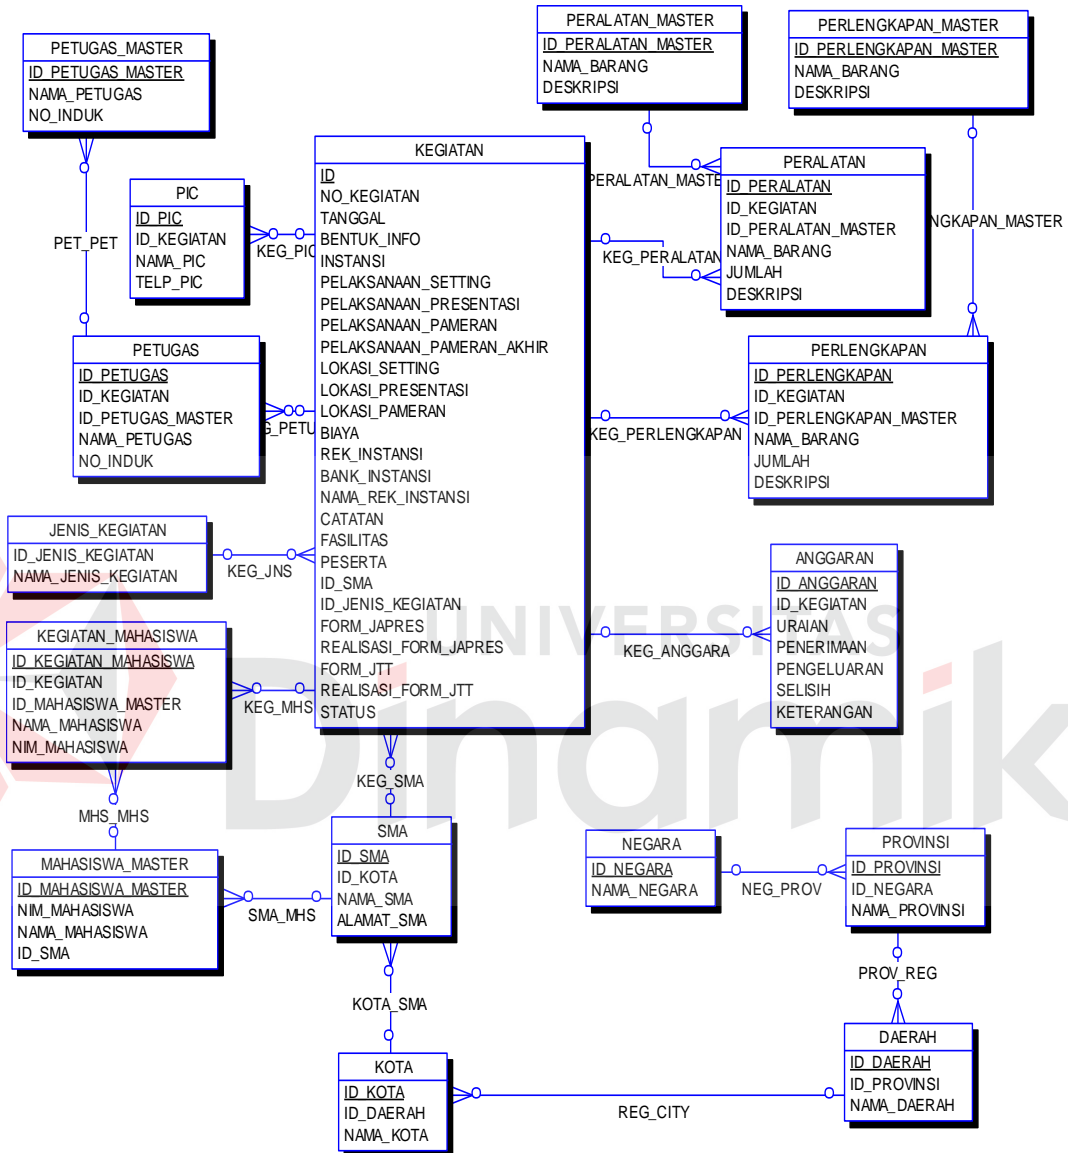 PETUGAS_MASTER
ID_PETUGAS_MASTER
NAMA_PETUGAS
NO_INDUK
PERALATAN_MASTER
ID_PERALATAN_MASTER
NAMA_BARANG
DESKRIPSI
PERLENGKAPAN_MASTER
ID_PERLENGKAPAN_MASTER
NAMA_BARANG
DESKRIPSI
PET_PET
PIC
ID_PIC
ID_KEGIATAN
NAMA_PIC
TELP_PIC
KEG_PIC
KEGIATAN
ID
NO_KEGIATAN
TANGGAL
BENTUK_INFO
INSTANSI
PELAKSANAAN_SETTING
PELAKSANAAN_PRESENTASI
PELAKSANAAN_PAMERAN
PELAKSANAAN_PAMERAN_AKHIR
LOKASI_SETTING
LOKASI_PRESENTASI
LOKASI_PAMERAN
BIAYA
REK_INSTANSI
BANK_INSTANSI
NAMA_REK_INSTANSI
CATATAN
FASILITAS
PESERTA
ID_SMA
ID_JENIS_KEGIATAN
FORM_JAPRES
REALISASI_FORM_JAPRES
FORM_JTT
REALISASI_FORM_JTT
STATUS
PERALATAN_MASTE
PERALATAN
ID_PERALATAN
ID_KEGIATAN
ID_PERALATAN_MASTER
NAMA_BARANG
JUMLAH
DESKRIPSI
NGKAPAN_MASTER
KEG_PERALATAN
PETUGAS
ID_PETUGAS
ID_KEGIATAN
ID_PETUGAS_MASTER
NAMA_PETUGAS
NO_INDUK
G_PETU
PERLENGKAPAN
ID_PERLENGKAPAN
ID_KEGIATAN
ID_PERLENGKAPAN_MASTER
NAMA_BARANG
JUMLAH
DESKRIPSI
KEG_PERLENGKAPAN
JENIS_KEGIATAN
ID_JENIS_KEGIATAN
NAMA_JENIS_KEGIATAN
KEG_JNS
ANGGARAN
ID_ANGGARAN
ID_KEGIATAN
URAIAN
PENERIMAAN
PENGELUARAN
SELISIH
KETERANGAN
KEG_ANGGARA
UNIVERSITAS
Dinamik
KEGIATAN_MAHASISWA
ID_KEGIATAN_MAHASISWA
ID_KEGIATAN
ID_MAHASISWA_MASTER
NAMA_MAHASISWA
NIM_MAHASISWA
KEG_MHS
KEG_SMA
MHS_MHS
MAHASISWA_MASTER
ID_MAHASISWA_MASTER
NIM_MAHASISWA
NAMA_MAHASISWA
ID_SMA
SMA_MHS
SMA
ID_SMA
ID_KOTA
NAMA_SMA
ALAMAT_SMA
NEGARA
ID_NEGARA
NAMA_NEGARA
NEG_PROV
PROVINSI
ID_PROVINSI
ID_NEGARA
NAMA_PROVINSI
PROV_REG
KOTA_SMA
KOTA
ID_KOTA
ID_DAERAH
NAMA_KOTA
REG_CITY
DAERAH
ID_DAERAH
ID_PROVINSI
NAMA_DAERAH